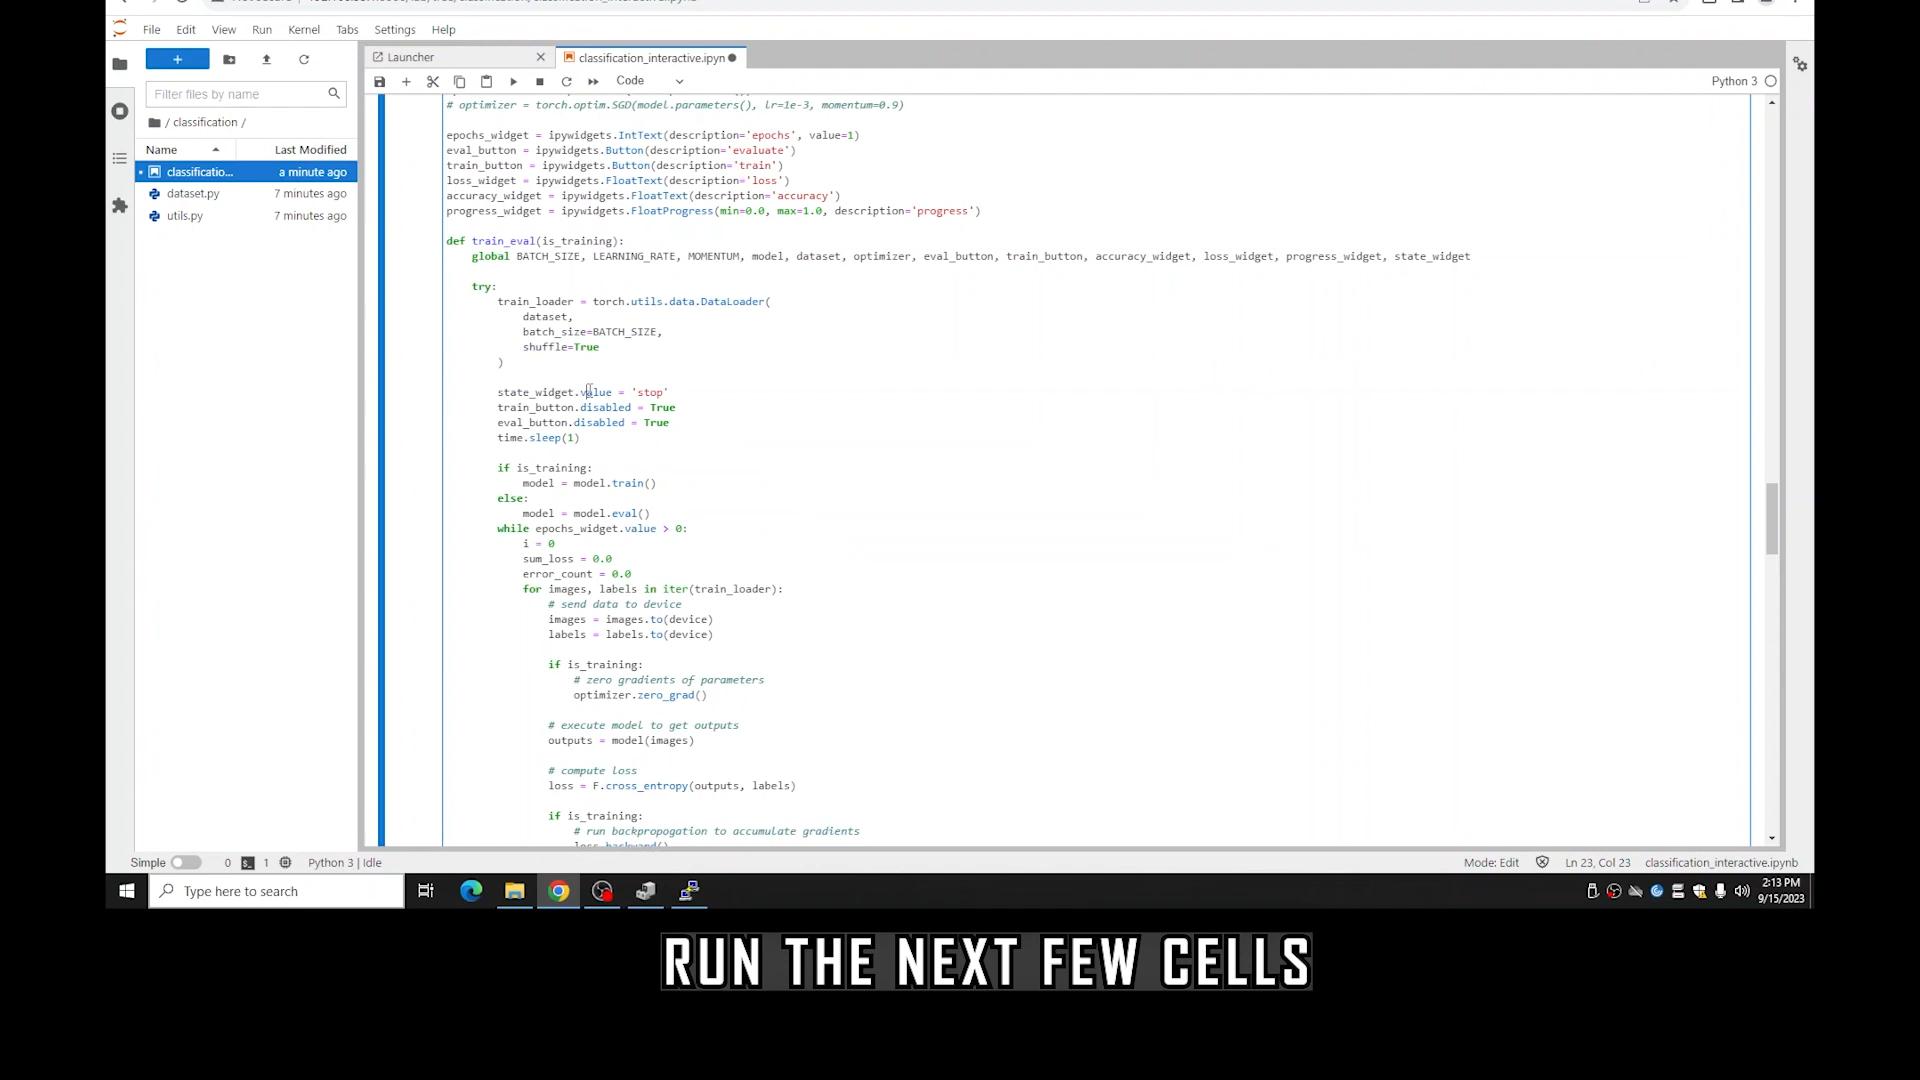 File Edit View Run Kernel Tabs Settings Help
Launcher
classification_interactive.ipyn
Code
Python 3
Filter files by name
/ classification /
Name Last Modified
classificatio... a minute ago
dataset.py 7 minutes ago
utils.py 7 minutes ago
# optimizer = torch.optim.SGD(model.parameters(), lr=1e-3, momentum=0.9)
epochs_widget = ipywidgets.IntText(description='epochs', value=1)
eval_button = ipywidgets.Button(description='evaluate')
train_button = ipywidgets.Button(description='train')
loss_widget = ipywidgets.FloatText(description='loss')
accuracy_widget = ipywidgets.FloatText(description='accuracy')
progress_widget = ipywidgets.FloatProgress(min=0.0, max=1.0, description='progress')
def train_eval(is_training):
global BATCH_SIZE, LEARNING_RATE, MOMENTUM, model, dataset, optimizer, eval_button, train_button, accuracy_widget, loss_widget, progress_widget, state_widget
try:
train_loader = torch.utils.data.DataLoader(
dataset,
batch_size=BATCH_SIZE,
shuffle=True
)
state_widget.value = 'stop'
train_button.disabled = True
eval_button.disabled = True
time.sleep(1)
if is_training:
model = model.train()
else:
model = model.eval()
while epochs_widget.value > 0:
i = 0
sum_loss = 0.0
error_count = 0.0
for images, labels in iter(train_loader):
# send data to device
images = images.to(device)
labels = labels.to(device)
if is_training:
# zero gradients of parameters
optimizer.zero_grad()
# execute model to get outputs
outputs = model(images)
# compute loss
loss = F.cross_entropy(outputs, labels)
if is_training:
# run backpropogation to accumulate gradients
Simple 0 1 Python 3 | Idle Mode: Edit Ln 23, Col 23 classification_interactive.ipynb
Type here to search
2:13 PM
9/15/2023
RUN THE NEXT FEW CELLS